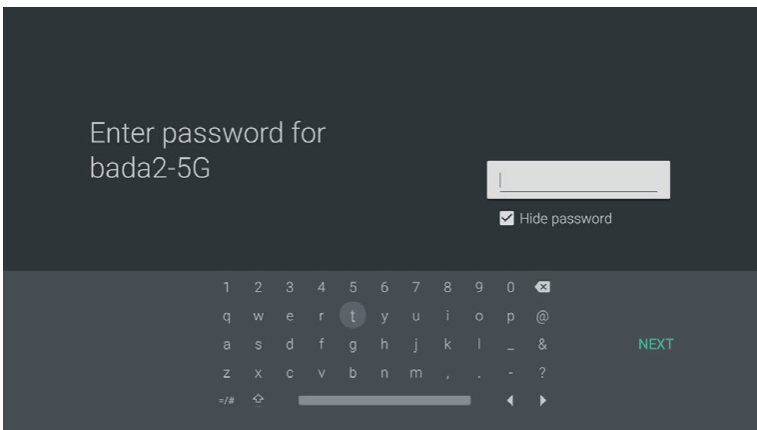 Enter password for
bada2-5G
Hide password
1 2 3 4 5 6 7 8 9 0
q w e r t y u i o p @
a s d f g h j k l _ &
NEXT
z x c v b n m , . - ?
=/#